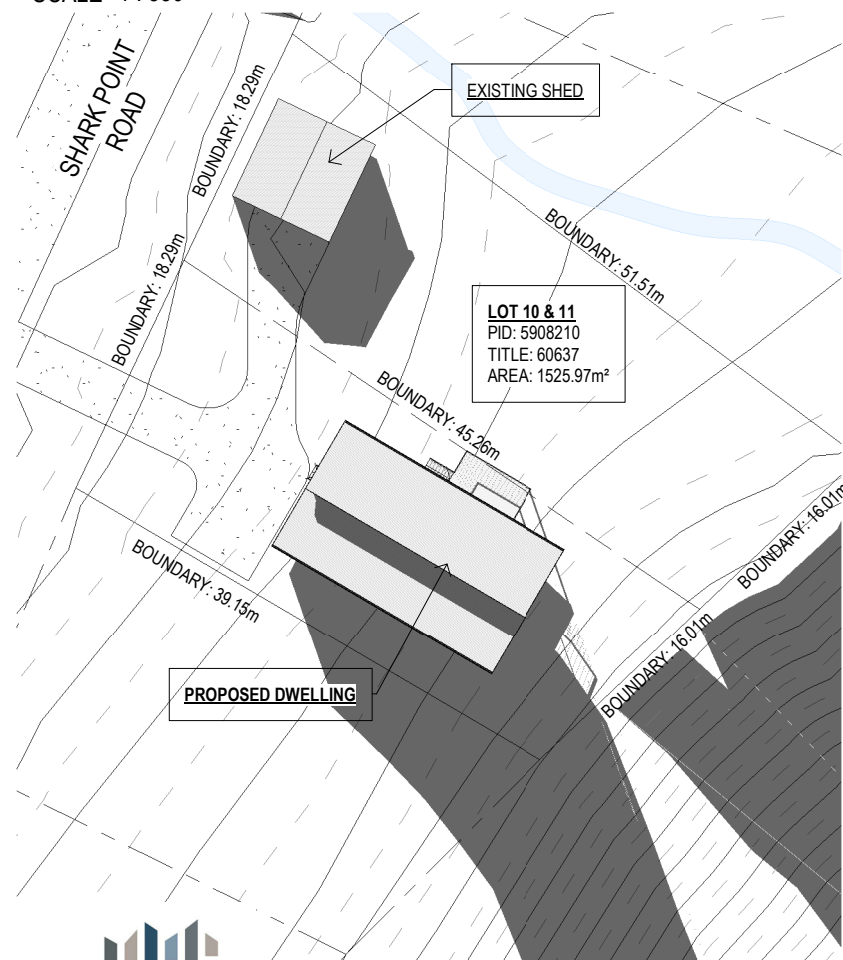 SHARK POINT
ROAD
BOUNDARY: 18.29m
EXISTING SHED
BOUNDARY: 18.29m
BOUNDARY: 51.51m
LOT 10 & 11
PID: 5908210
TITLE: 60637
AREA: 1525.97m²
BOUNDARY: 45.26m
BOUNDARY: 16.01m
BOUNDARY: 39.15m
BOUNDARY: 16.01m
PROPOSED DWELLING